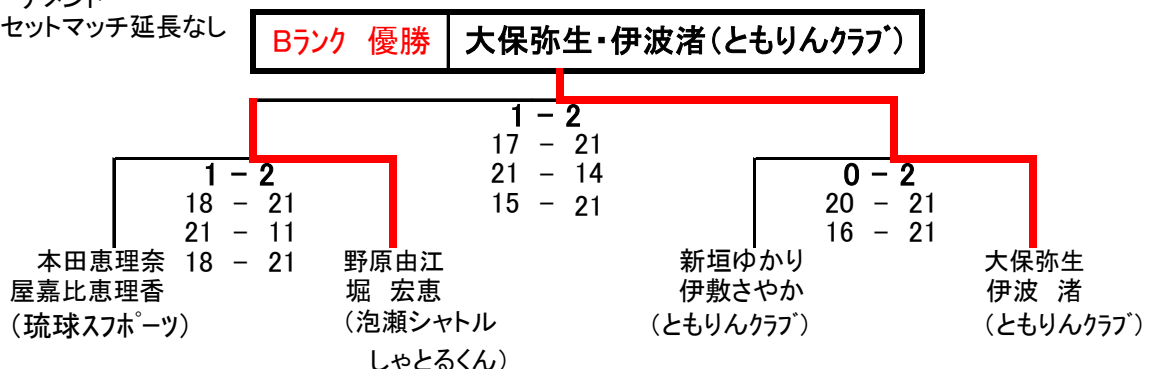 ナメント
セットマッチ延長なし
Bランク 優勝 大保弥生・伊波渚(ともりんクラブ)
1 - 2
17 - 21
21 - 14
15 - 21
1 - 2
18 - 21
21 - 11
18 - 21
0 - 2
20 - 21
16 - 21
本田恵理奈
屋嘉比恵理香
(琉球スフポーツ)
野原由江
堀 宏恵
(泡瀬シャトル
しゃとるくん)
新垣ゆかり
伊敷さやか
(ともりんクラブ)
大保弥生
伊波 渚
(ともりんクラブ)